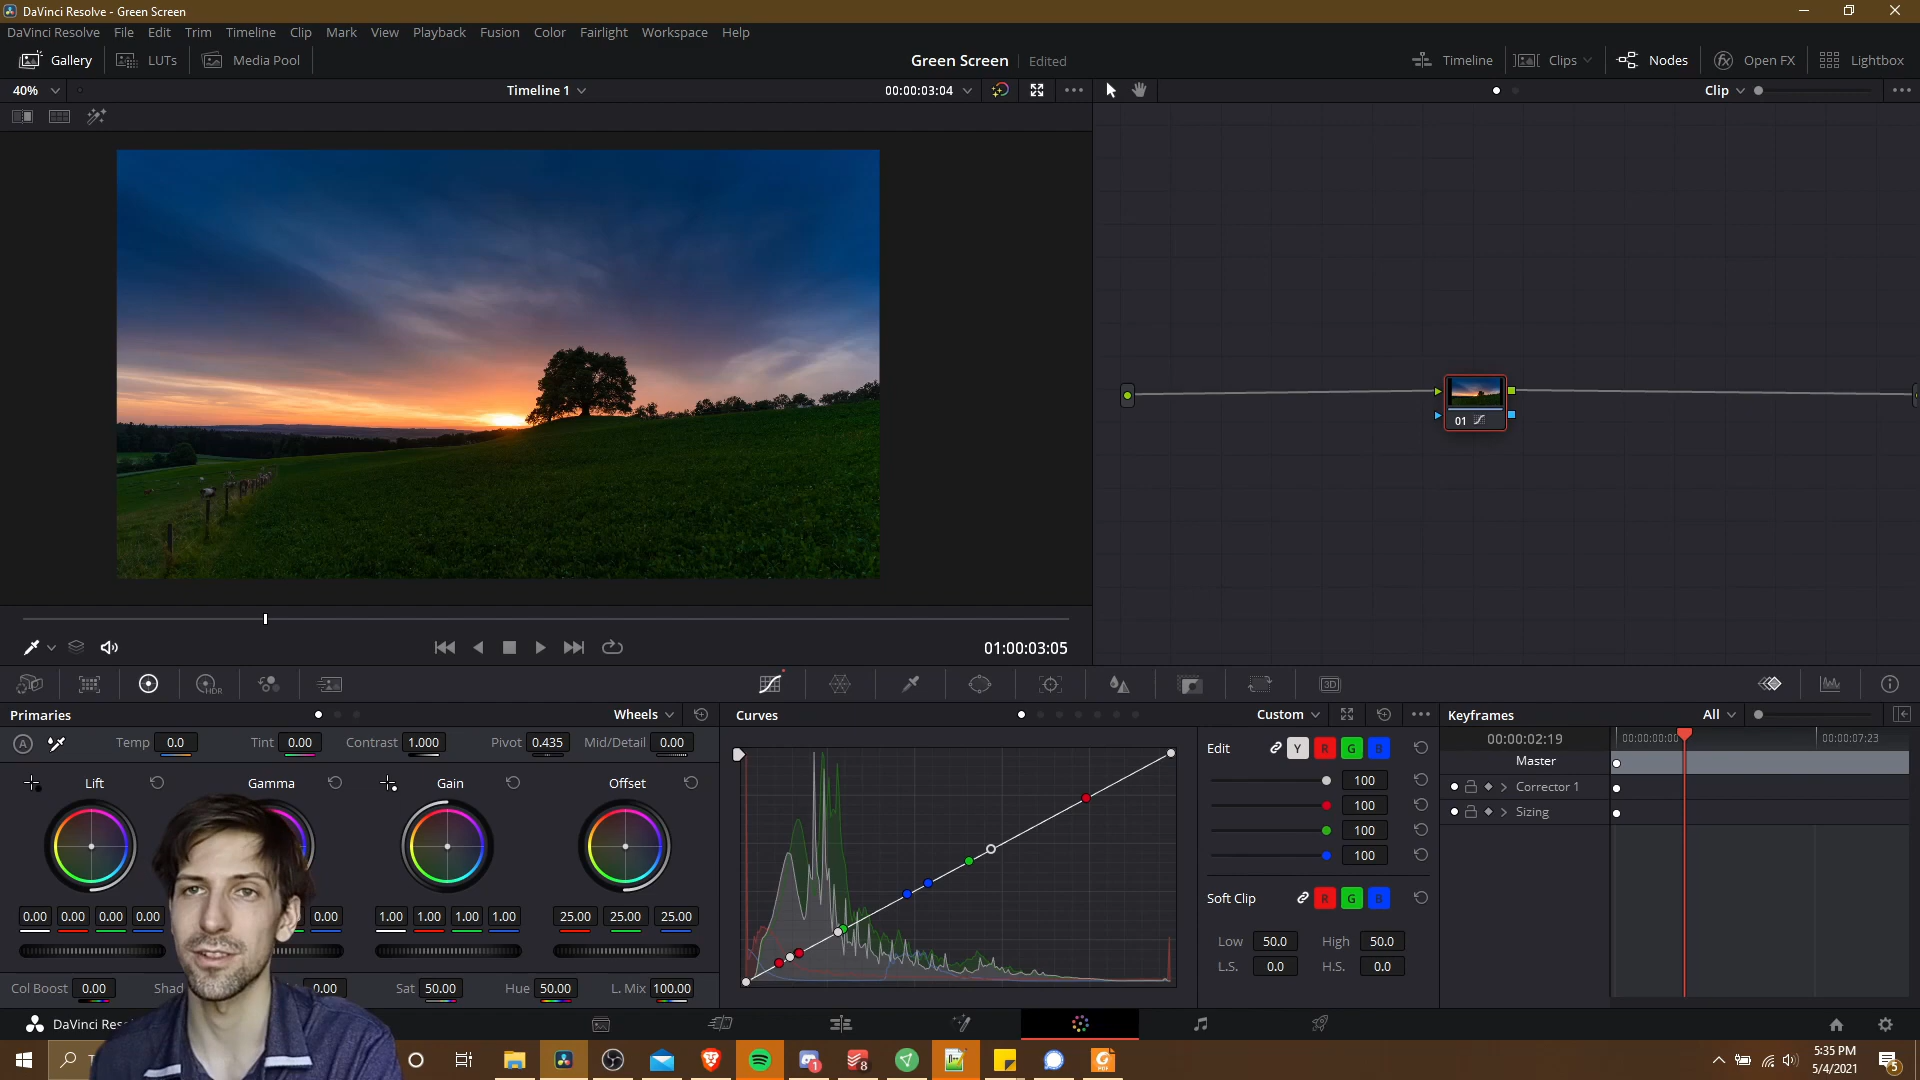 DaVinci Resolve - Green Screen
DaVinci Resolve File Edit Trim Timeline Clip Mark View Playback Fusion Color Fairlight Workspace Help
Gallery LUTs Media Pool Green Screen Edited Timeline Clips Nodes Open FX Lightbox
40% Timeline 1 00:00:03:04 Clip
01
01:00:03:05
HDR 3D
Primaries Wheels Curves Custom Keyframes All
A Temp 0.0 Tint 0.00 Contrast 1.000 Pivot 0.435 Mid/Detail 0.00
Edit Y R G B
00:00:02:19 00:00:00:00 00:00:07:23
Master
Lift Gamma Gain Offset
100
Corrector 1
100
Sizing
100
100
Soft Clip R G B
0.00 0.00 0.00 0.00 0.00 1.00 1.00 1.00 1.00 25.00 25.00 25.00
Low 50.0 High 50.0
L.S. 0.0 H.S. 0.0
Col Boost 0.00 Shad 0.00 Sat 50.00 Hue 50.00 L. Mix 100.00
DaVinci Res
5:35 PM
5/4/2021
1 8 PDF 5